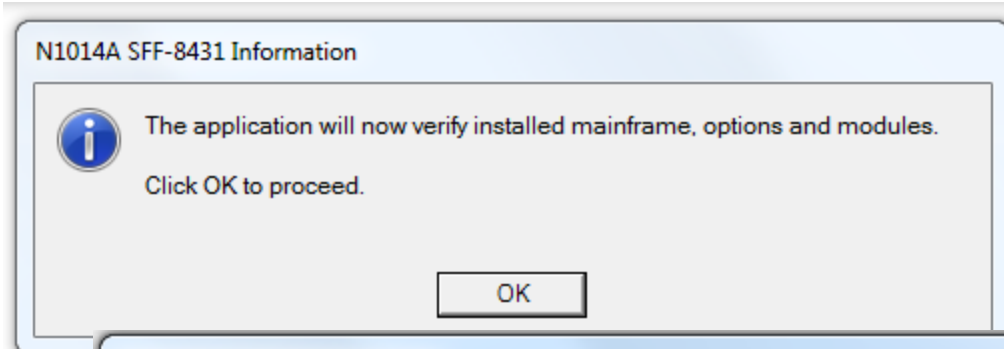 N1014A SFF-8431 Information
The application will now verify installed mainframe, options and modules.
Click OK to proceed.
OK